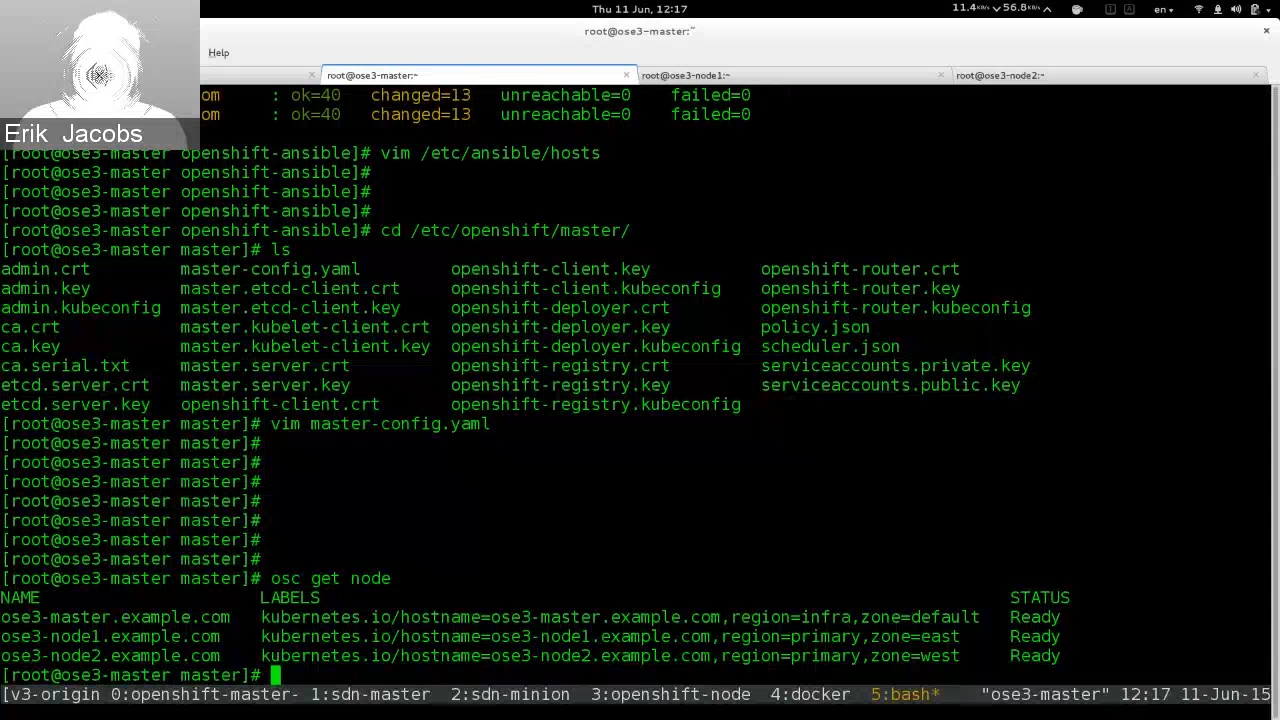 Thu 11 Jun, 12:17
11.4kB/s 56.8kB/s
en
root@ose3-master:~
Help
root@ose3-master:~
root@ose3-node1:~
root@ose3-node2:~
Erik Jacobs
om : ok=40 changed=13 unreachable=0 failed=0
om : ok=40 changed=13 unreachable=0 failed=0
[root@ose3-master openshift-ansible]# vim /etc/ansible/hosts
[root@ose3-master openshift-ansible]#
[root@ose3-master openshift-ansible]#
[root@ose3-master openshift-ansible]#
[root@ose3-master openshift-ansible]# cd /etc/openshift/master/
[root@ose3-master master]# ls
admin.crt master-config.yaml openshift-client.key openshift-router.crt
admin.key master.etcd-client.crt openshift-client.kubeconfig openshift-router.key
admin.kubeconfig master.etcd-client.key openshift-deployer.crt openshift-router.kubeconfig
ca.crt master.kubelet-client.crt openshift-deployer.key policy.json
ca.key master.kubelet-client.key openshift-deployer.kubeconfig scheduler.json
ca.serial.txt master.server.crt openshift-registry.crt serviceaccounts.private.key
etcd.server.crt master.server.key openshift-registry.key serviceaccounts.public.key
etcd.server.key openshift-client.crt openshift-registry.kubeconfig
[root@ose3-master master]# vim master-config.yaml
[root@ose3-master master]#
[root@ose3-master master]#
[root@ose3-master master]#
[root@ose3-master master]#
[root@ose3-master master]#
[root@ose3-master master]#
[root@ose3-master master]#
[root@ose3-master master]# osc get node
NAME LABELS STATUS
ose3-master.example.com kubernetes.io/hostname=ose3-master.example.com,region=infra,zone=default Ready
ose3-node1.example.com kubernetes.io/hostname=ose3-node1.example.com,region=primary,zone=east Ready
ose3-node2.example.com kubernetes.io/hostname=ose3-node2.example.com,region=primary,zone=west Ready
[root@ose3-master master]#
[v3-origin 0:openshift-master- 1:sdn-master 2:sdn-minion 3:openshift-node 4:docker 5:bash* "ose3-master" 12:17 11-Jun-15